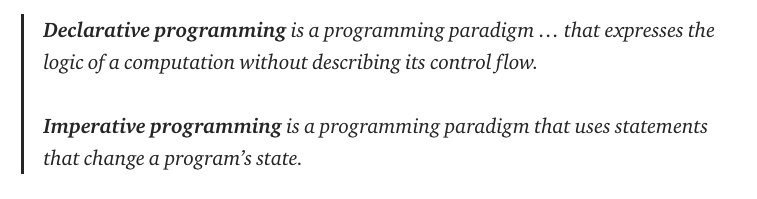 Declarative programming is a programming paradigm … that expresses the
logic of a computation without describing its control flow.
Imperative programming is a programming paradigm that uses statements
that change a program’s state.